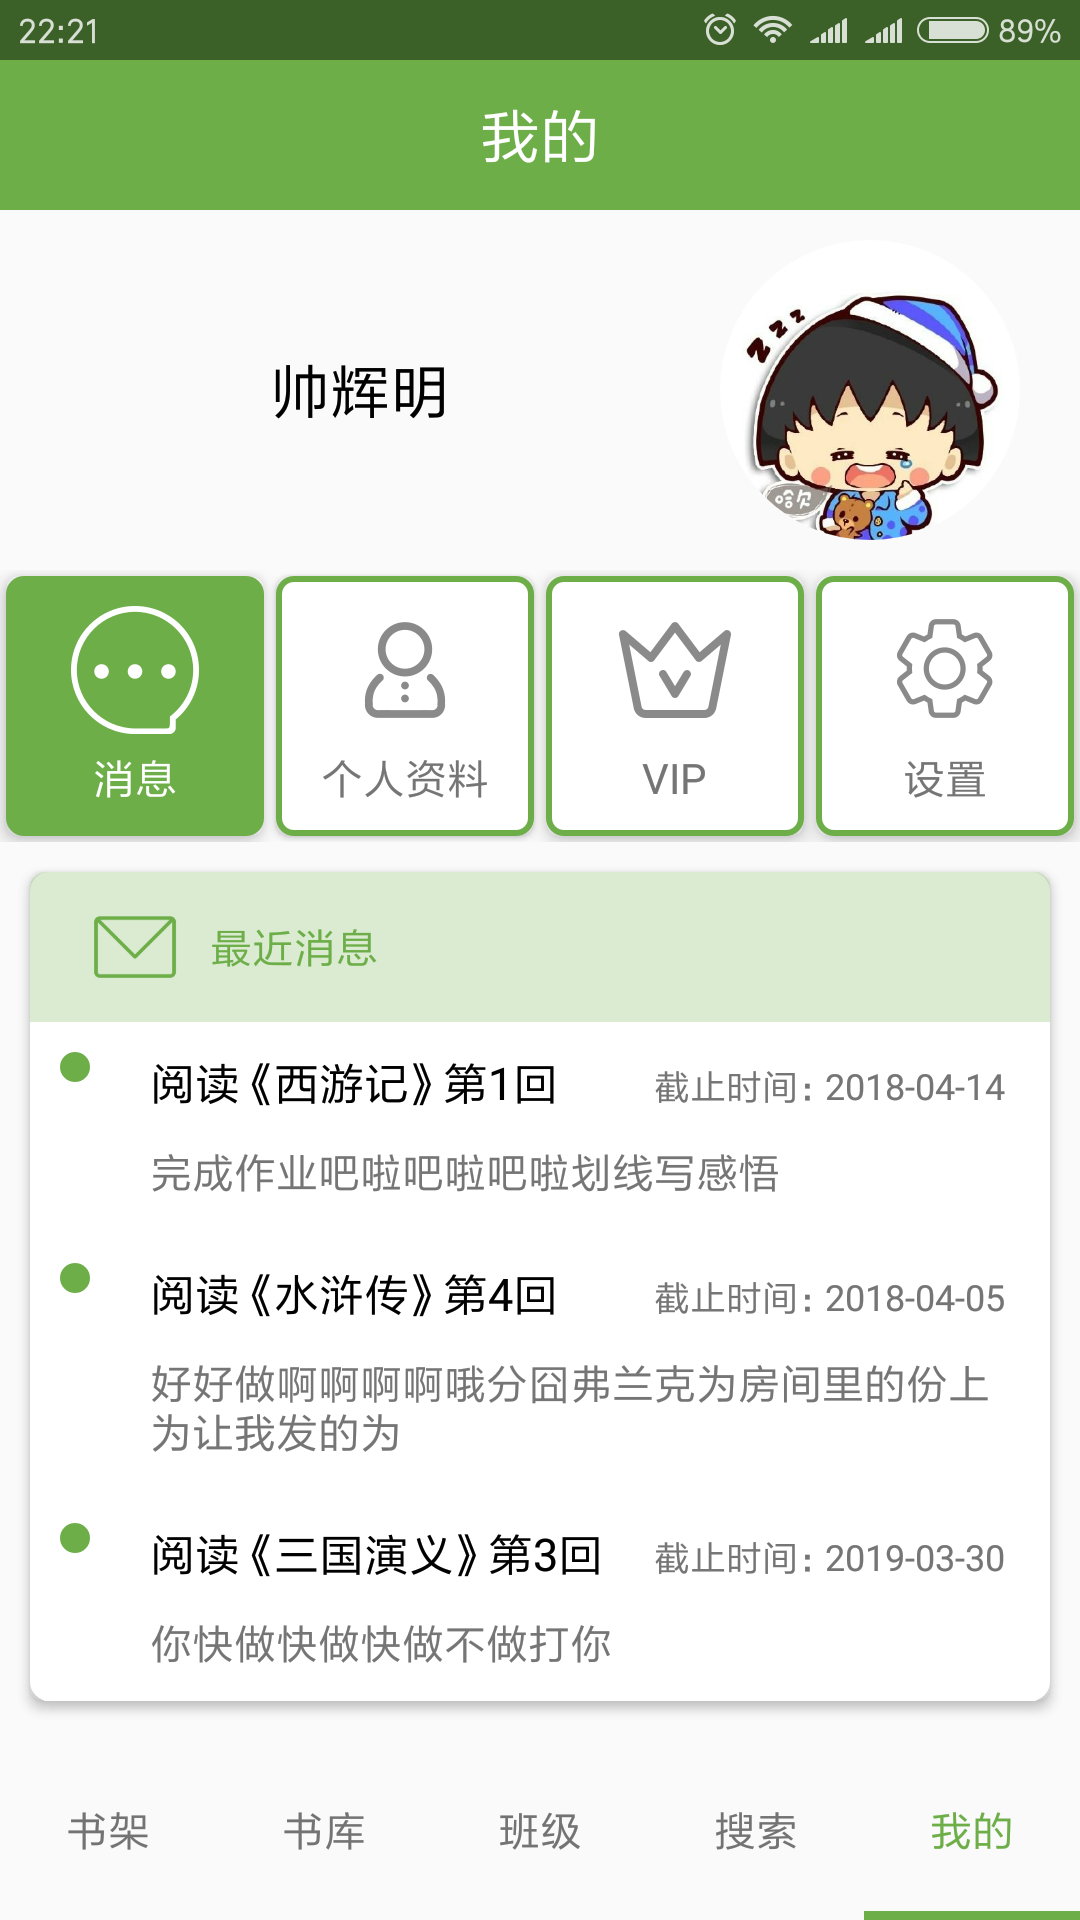 22:21 89%
我的
帅辉明
zzz
哈欠
消息 个人资料 VIP 设置
最近消息
阅读《西游记》第1回 截止时间: 2018-04-14
完成作业吧啦吧啦吧啦划线写感悟
阅读《水浒传》第4回 截止时间: 2018-04-05
好好做啊啊啊啊哦分囧弗兰克为房间里的份上
为让我发的为
阅读《三国演义》第3回 截止时间: 2019-03-30
你快做快做快做不做打你
书架 书库 班级 搜索 我的